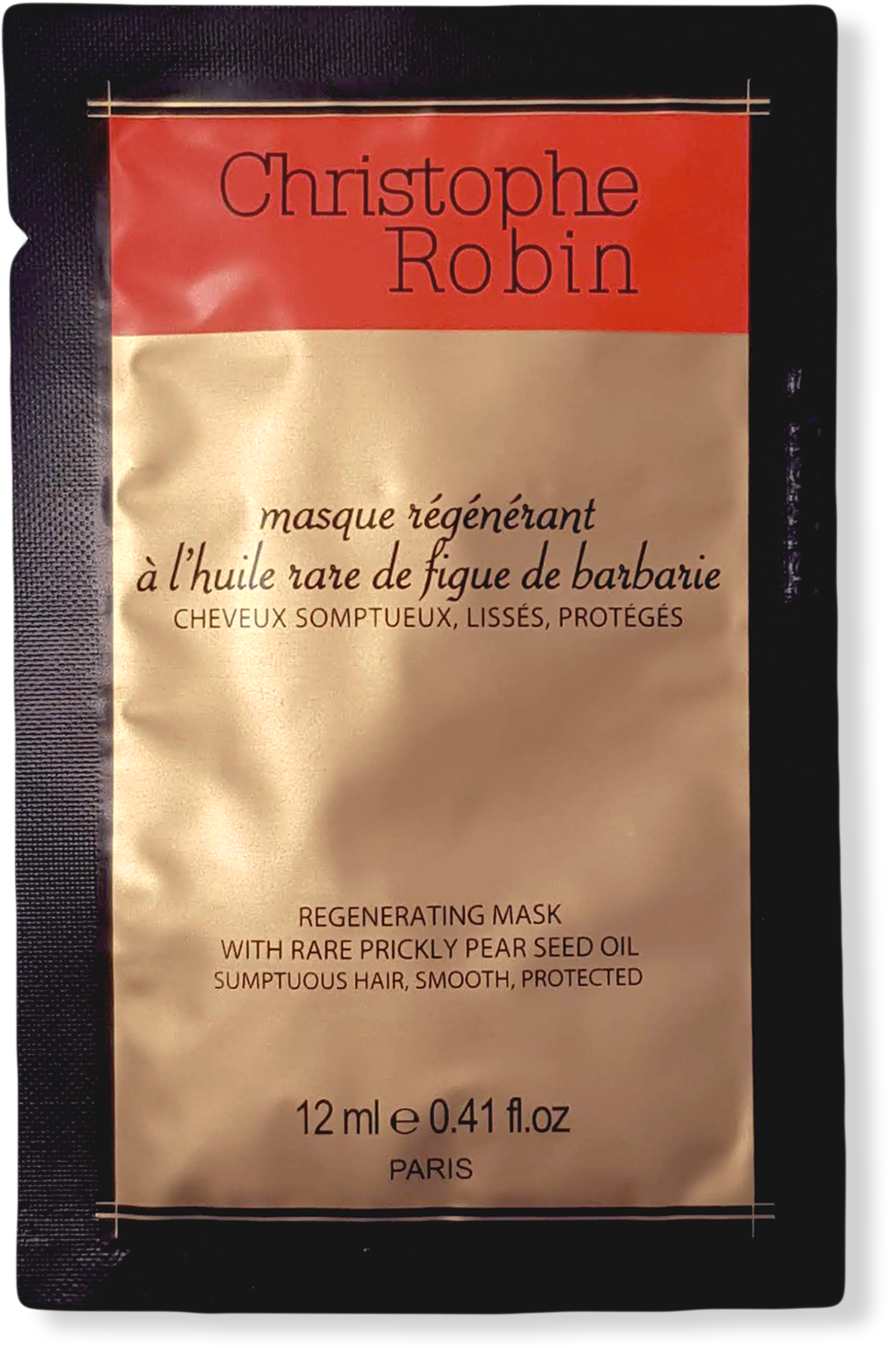 Christophe
Robin
masque régénérant
à l'huile rare de figue de barbarie
CHEVEUX SOMPTUEUX, LISSÉS, PROTÉGÉS
REGENERATING MASK
WITH RARE PRICKLY PEAR SEED OIL
SUMPTUOUS HAIR, SMOOTH, PROTECTED
12 ml ℮ 0.41 fl.oz
PARIS